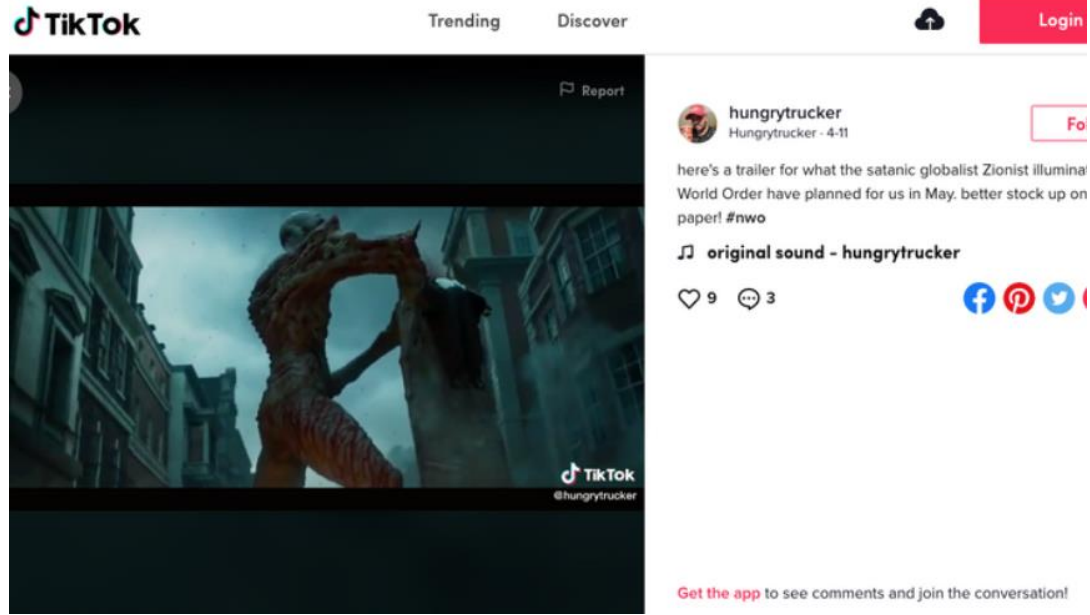 TikTok
Trending
Discover
Login
Report
hungrytrucker
Hungrytrucker · 4-11
here's a trailer for what the satanic globalist Zionist
World Order have planned for us in May. better stock up on
paper! #nwo
original sound - hungrytrucker
9
3
TikTok
@hungrytrucker
Get the app to see comments and join the conversation!